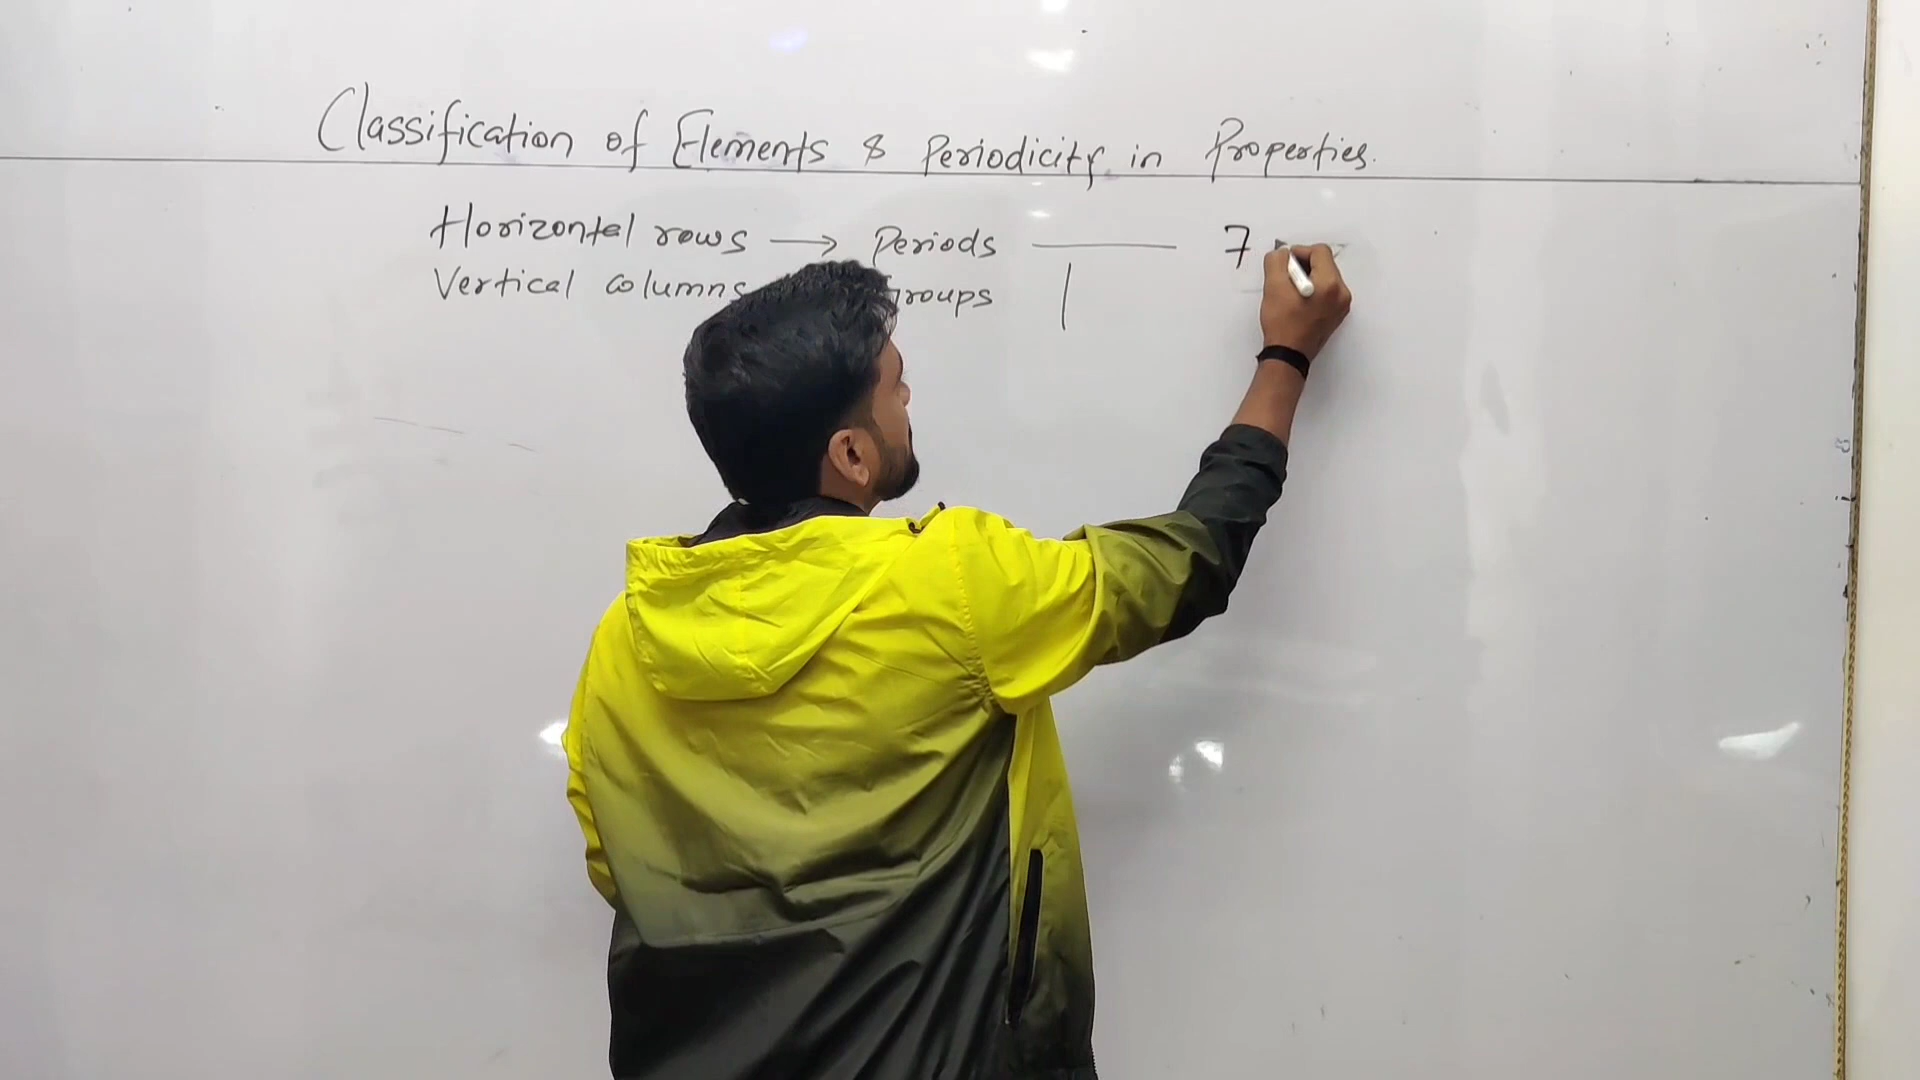 Classification of Elements & Periodicity in Properties.
Horizontal rows → Periods — 7
Vertical columns groups |